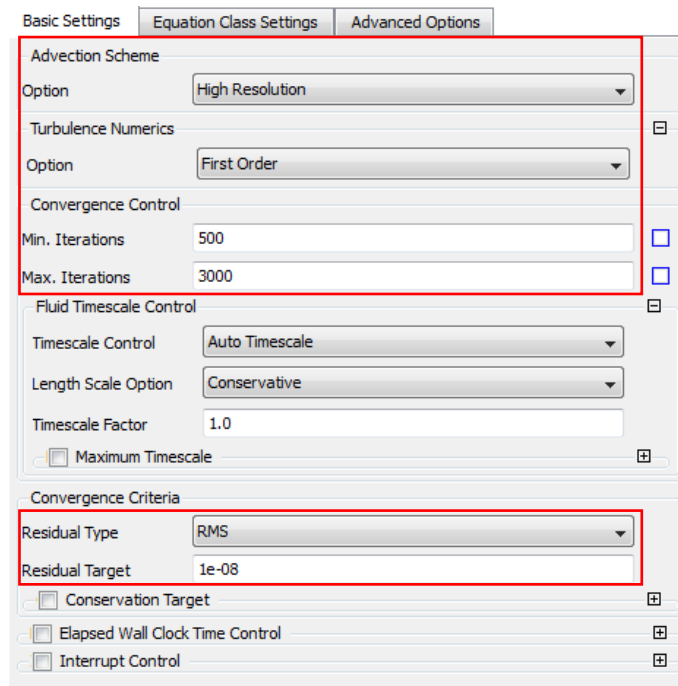 Basic Settings Equation Class Settings Advanced Options
Advection Scheme
Option High Resolution
Turbulence Numerics
Option First Order
Convergence Control
Min. Iterations 500
Max. Iterations 3000
Fluid Timescale Control
Timescale Control Auto Timescale
Length Scale Option Conservative
Timescale Factor 1.0
Maximum Timescale
Convergence Criteria
Residual Type RMS
Residual Target 1e-08
Conservation Target
Elapsed Wall Clock Time Control
Interrupt Control